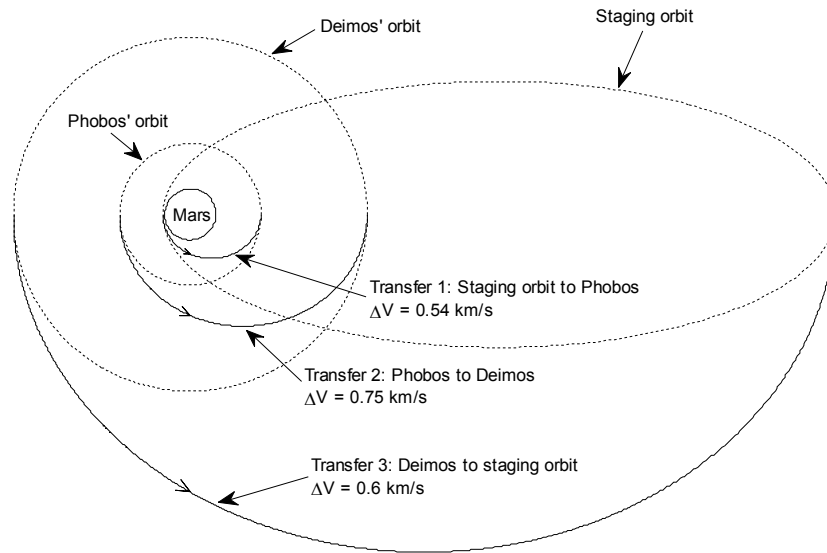 Staging orbit
Deimos' orbit
Phobos' orbit
Mars
Transfer 1: Staging orbit to Phobos
ΔV = 0.54 km/s
Transfer 2: Phobos to Deimos
ΔV = 0.75 km/s
Transfer 3: Deimos to staging orbit
ΔV = 0.6 km/s